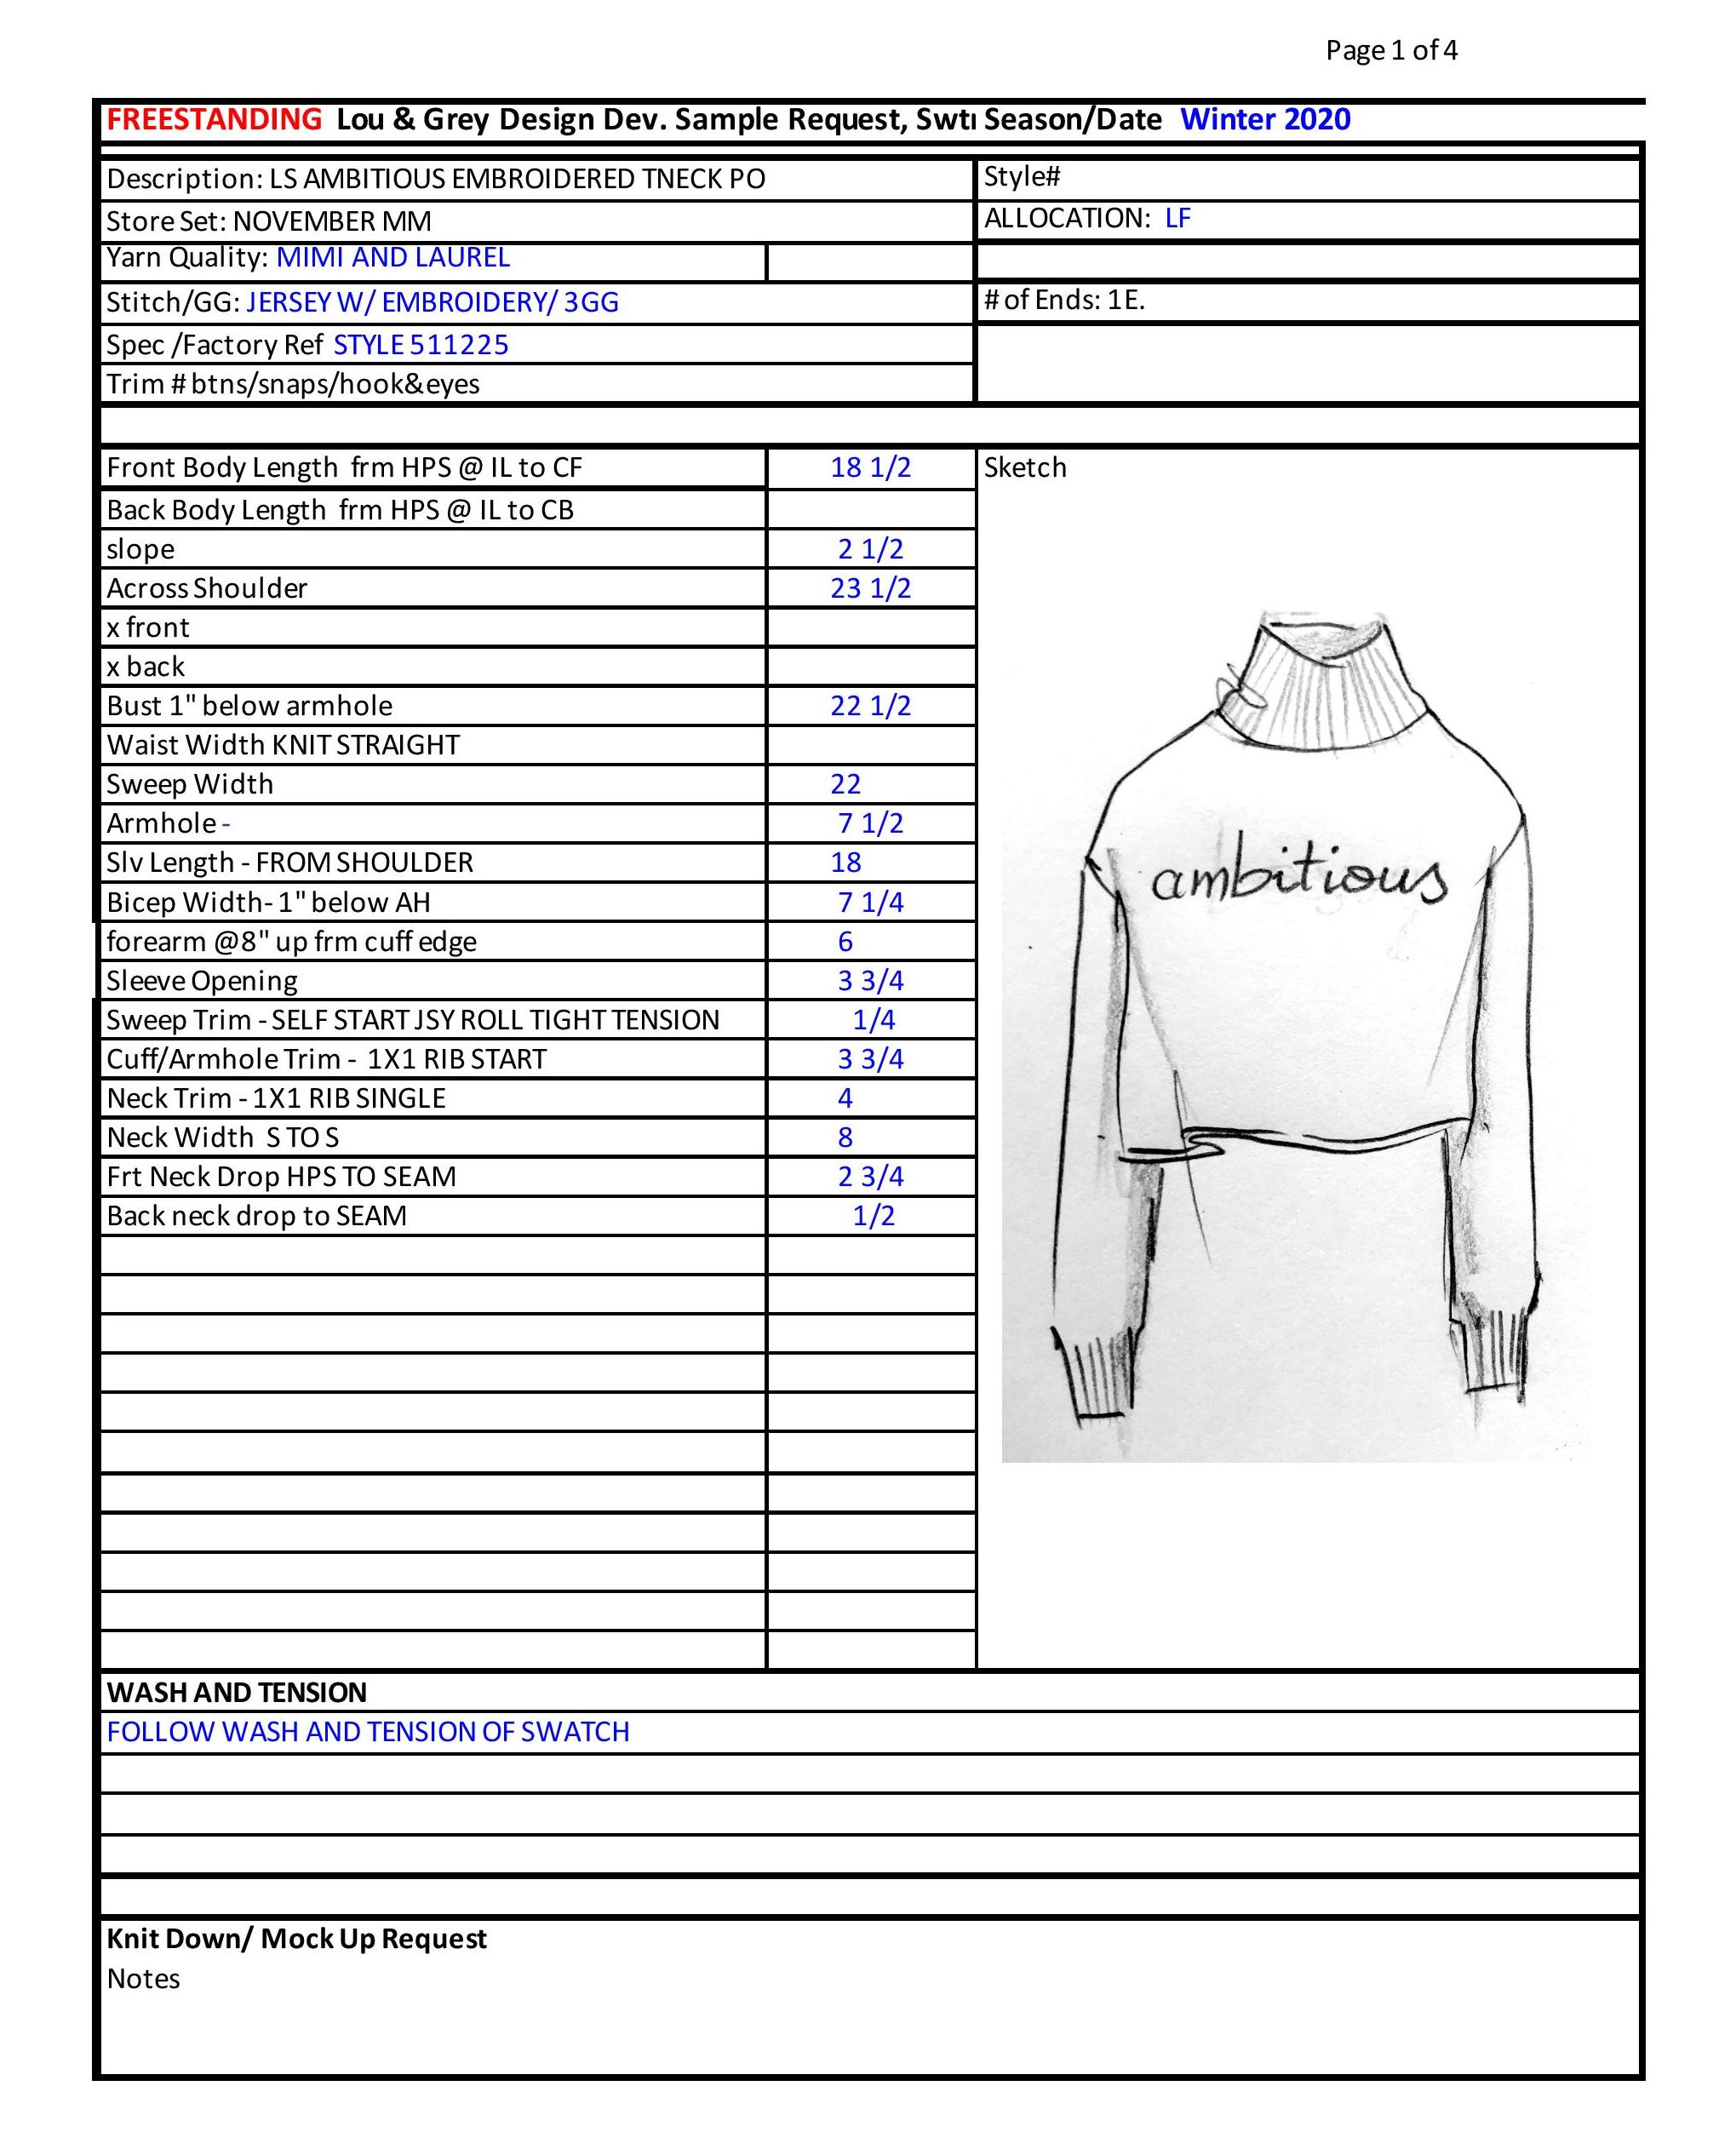 Page 1 of 4
FREESTANDING Lou & Grey Design Dev. Sample Request, Swtr Season/Date Winter 2020
Description: LS AMBITIOUS EMBROIDERED TNECK PO
Style#
Store Set: NOVEMBER MM
ALLOCATION: LF
Yarn Quality: MIMI AND LAUREL
Stitch/GG: JERSEY W/ EMBROIDERY/ 3GG
# of Ends: 1E.
Spec /Factory Ref STYLE 511225
Trim # btns/snaps/hook&eyes
Front Body Length frm HPS @ IL to CF 18 1/2
Sketch
Back Body Length frm HPS @ IL to CB
slope 2 1/2
Across Shoulder 23 1/2
x front
x back
Bust 1" below armhole 22 1/2
Waist Width KNIT STRAIGHT
Sweep Width 22
Armhole - 7 1/2
Slv Length - FROM SHOULDER 18
Bicep Width- 1" below AH 7 1/4
forearm @8" up frm cuff edge 6
Sleeve Opening 3 3/4
Sweep Trim - SELF START JSY ROLL TIGHT TENSION 1/4
Cuff/Armhole Trim - 1X1 RIB START 3 3/4
Neck Trim - 1X1 RIB SINGLE 4
Neck Width S TO S 8
Frt Neck Drop HPS TO SEAM 2 3/4
Back neck drop to SEAM 1/2
ambitious
WASH AND TENSION
FOLLOW WASH AND TENSION OF SWATCH
Knit Down/ Mock Up Request
Notes